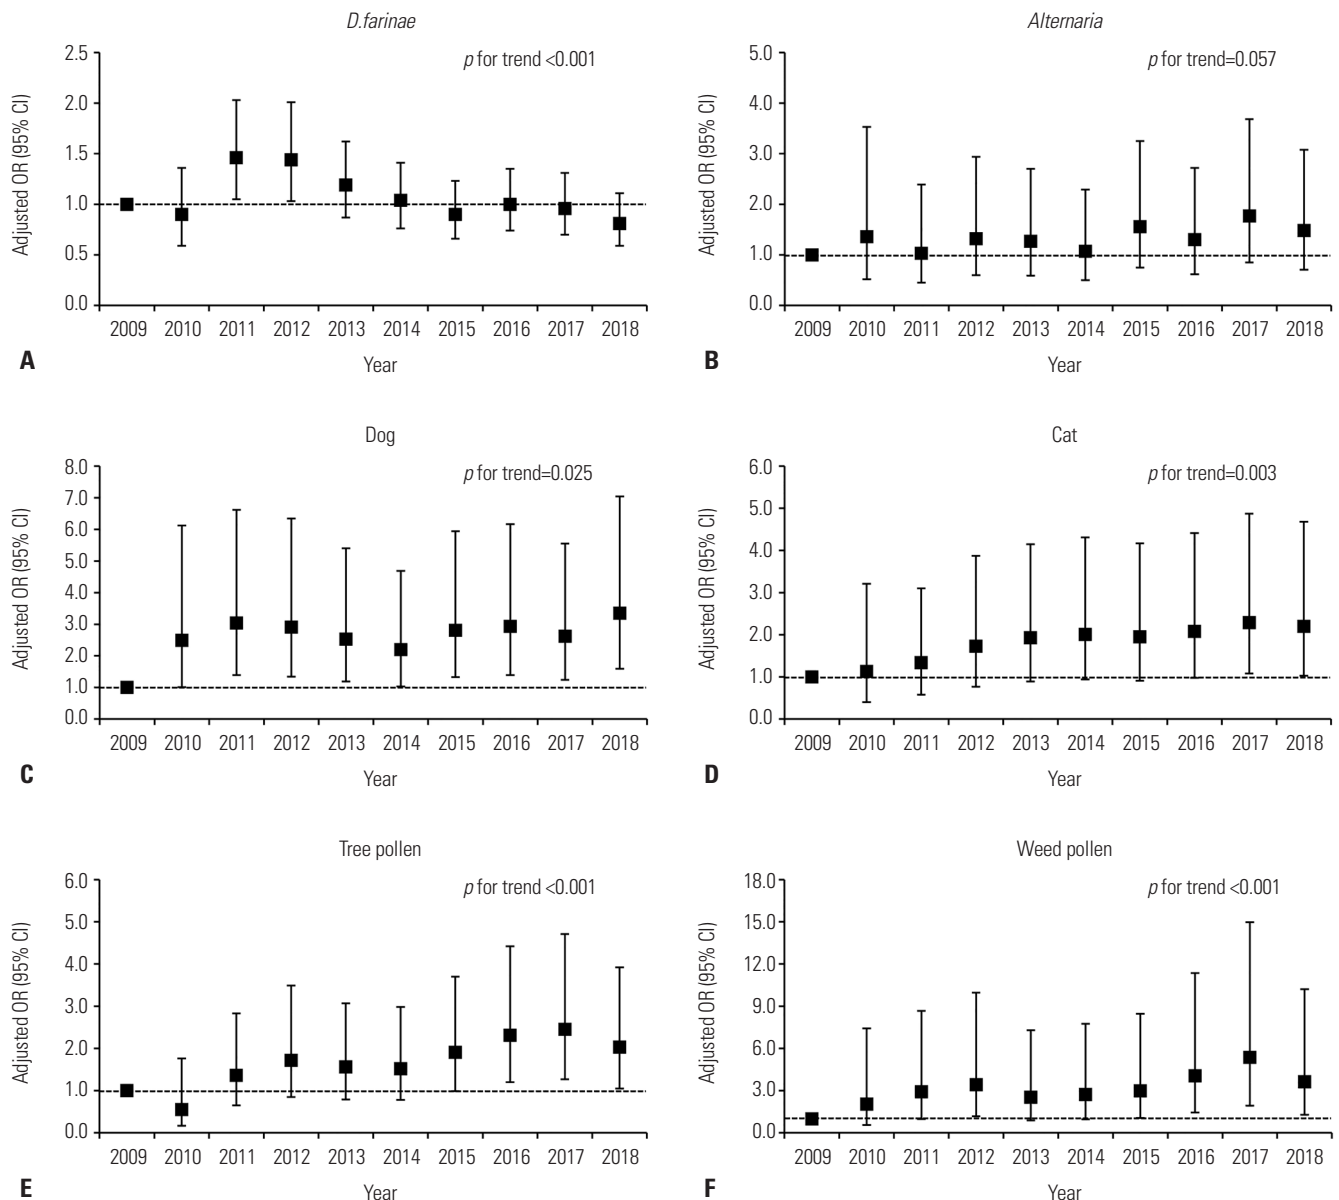 D.farinae
p for trend <0.001
Adjusted OR (95% CI)
2.5
2.0
1.5
1.0
0.5
0.0
2009 2010 2011 2012 2013 2014 2015 2016 2017 2018
Year
A
Alternaria
p for trend=0.057
Adjusted OR (95% CI)
5.0
4.0
3.0
2.0
1.0
0.0
2009 2010 2011 2012 2013 2014 2015 2016 2017 2018
Year
B
Dog
p for trend=0.025
Adjusted OR (95% CI)
8.0
7.0
6.0
5.0
4.0
3.0
2.0
1.0
0.0
2009 2010 2011 2012 2013 2014 2015 2016 2017 2018
Year
C
Cat
p for trend=0.003
Adjusted OR (95% CI)
6.0
5.0
4.0
3.0
2.0
1.0
0.0
2009 2010 2011 2012 2013 2014 2015 2016 2017 2018
Year
D
Tree pollen
p for trend <0.001
Adjusted OR (95% CI)
6.0
5.0
4.0
3.0
2.0
1.0
0.0
2009 2010 2011 2012 2013 2014 2015 2016 2017 2018
Year
E
Weed pollen
p for trend <0.001
Adjusted OR (95% CI)
18.0
15.0
12.0
9.0
6.0
3.0
0.0
2009 2010 2011 2012 2013 2014 2015 2016 2017 2018
Year
F